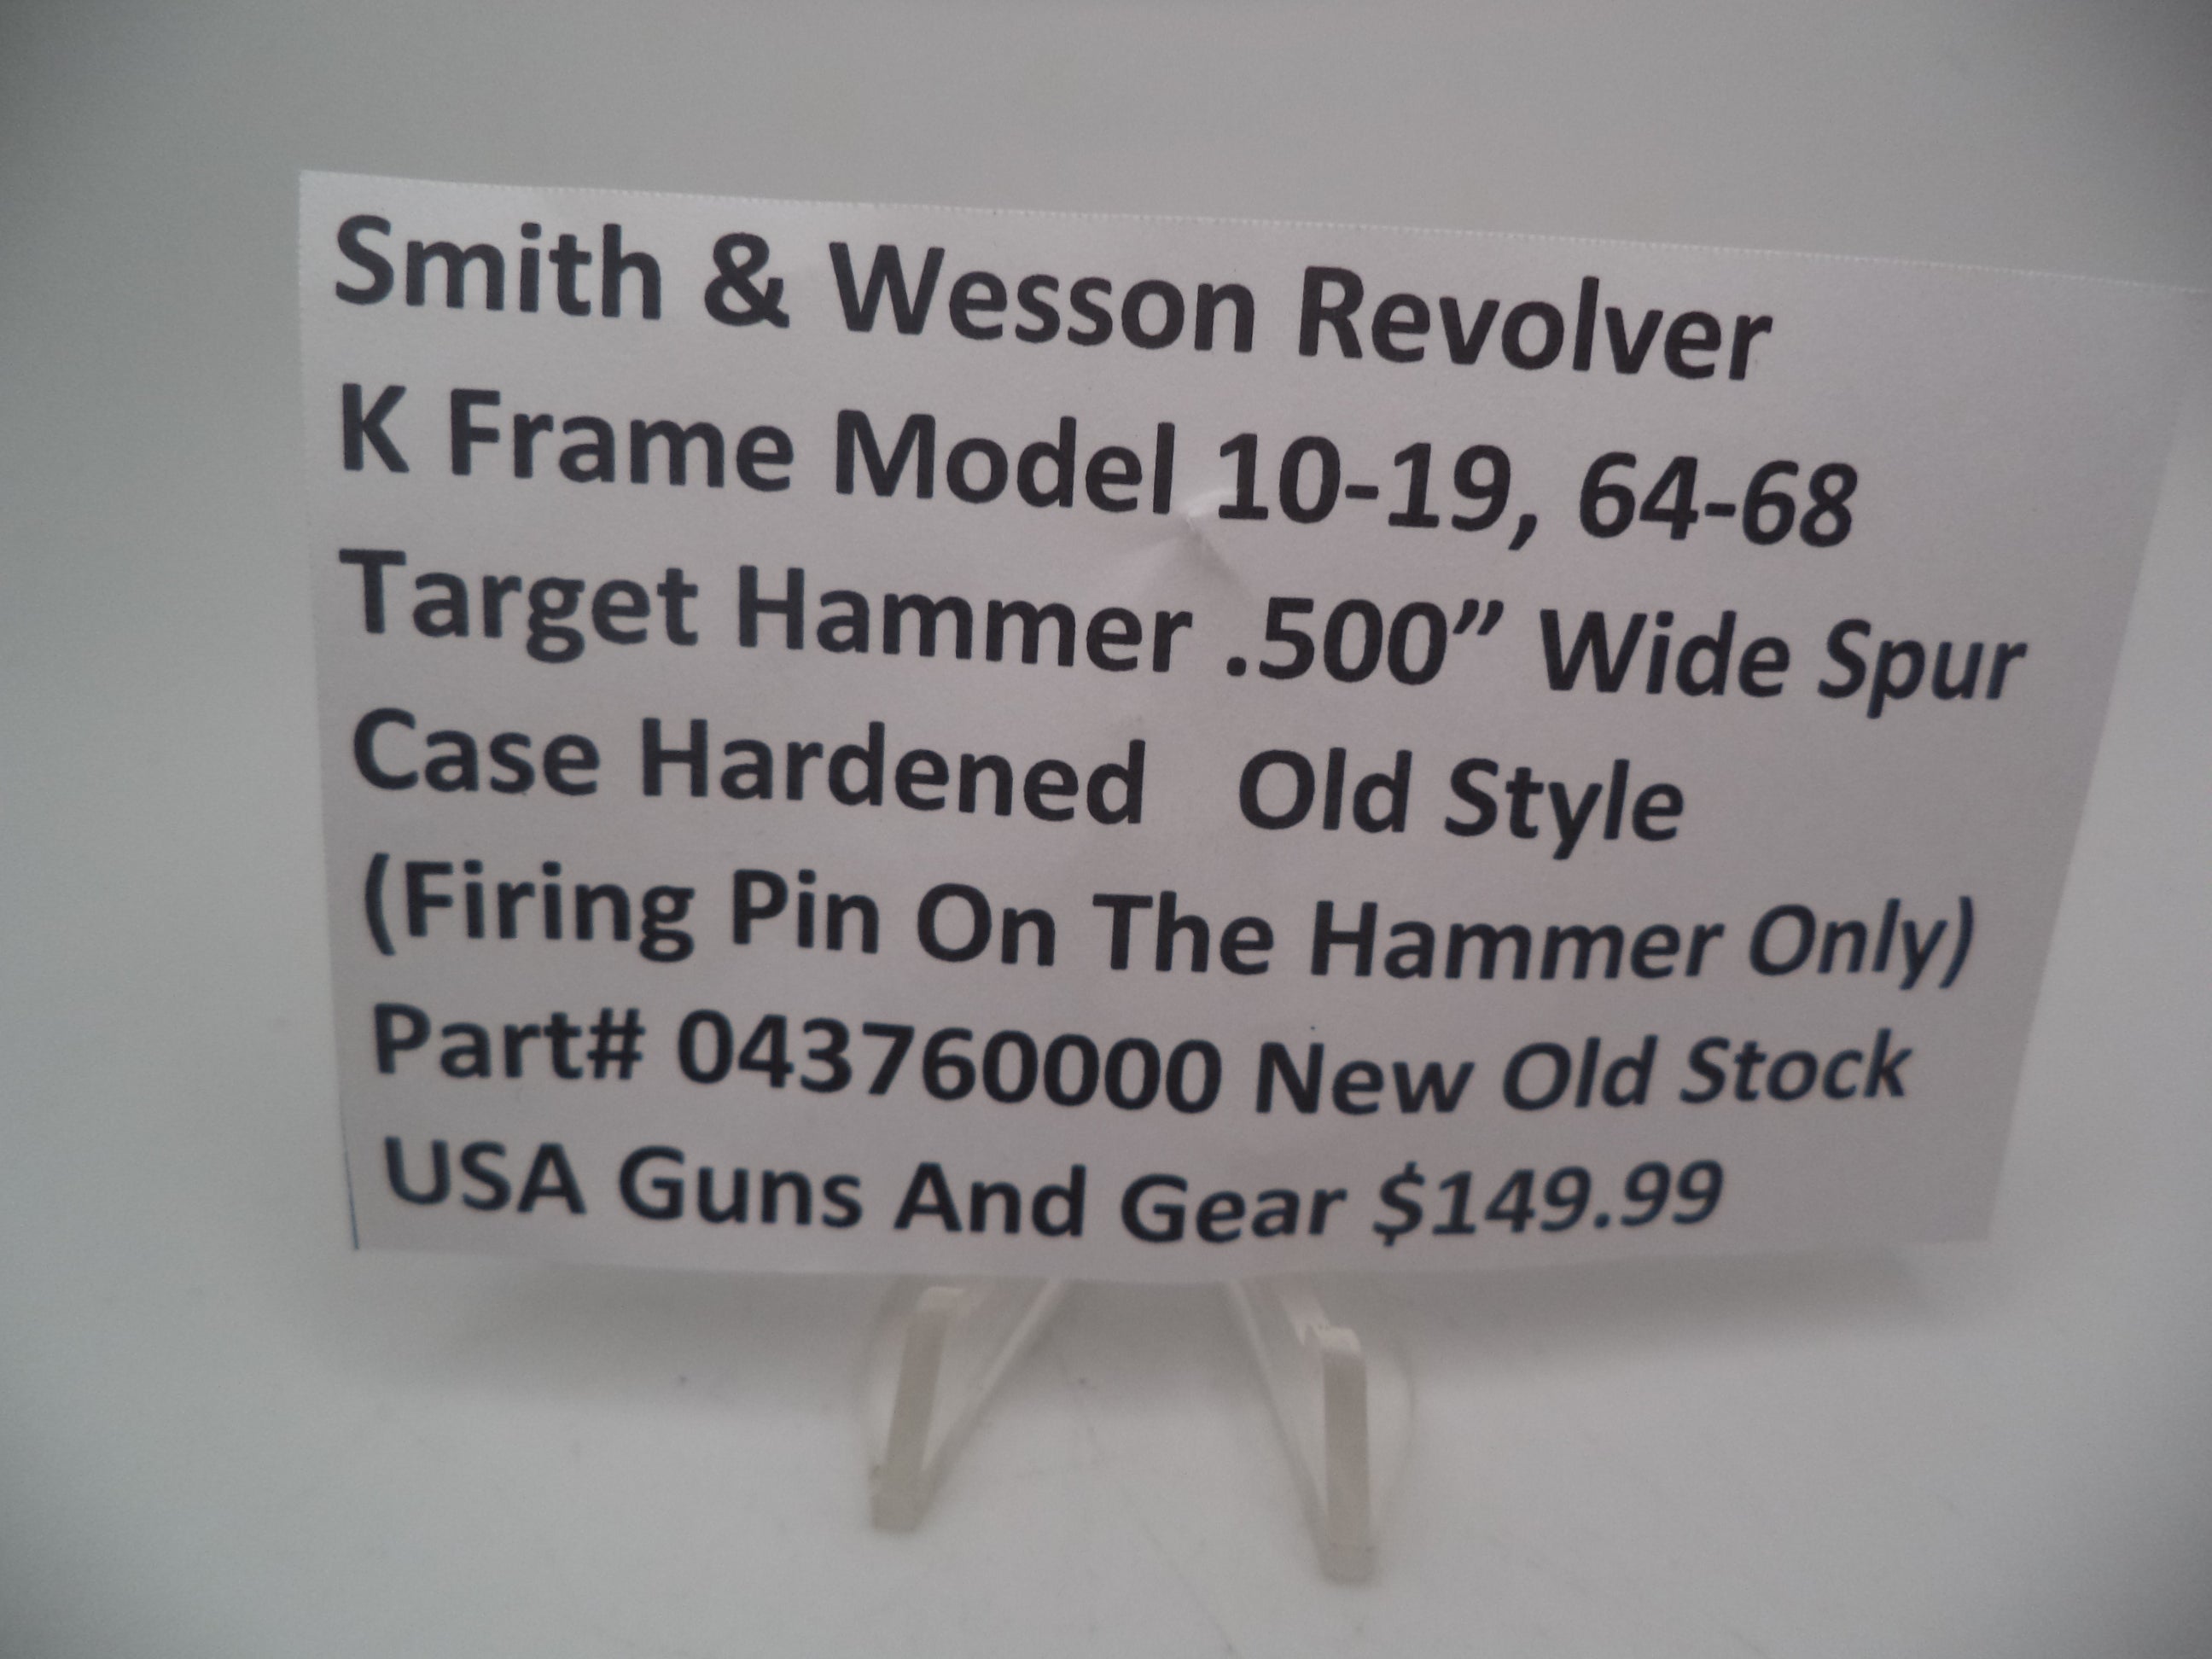 Smith & Wesson Revolver
K Frame Model 10-19, 64-68
Target Hammer .500” Wide Spur
Case Hardened   Old Style
(Firing Pin On The Hammer Only)
Part# 043760000 New Old Stock
USA Guns And Gear $149.99